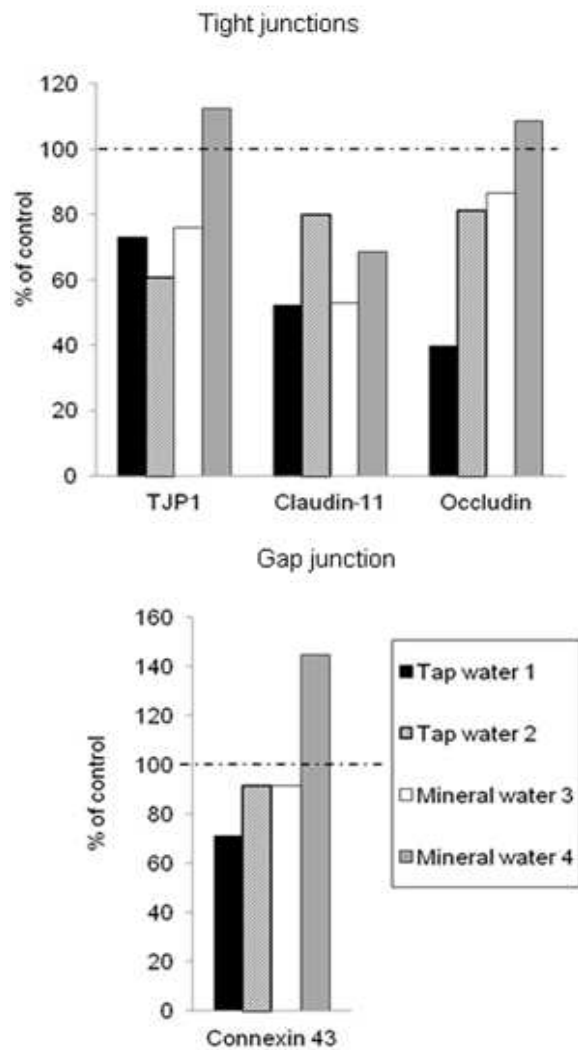 Tight junctions
120
100
80
60
40
20
0
% of control
TJP1 Claudin-11 Occludin
Gap junction
160
140
120
100
80
60
40
20
0
% of control
Connexin 43
Tap water 1
Tap water 2
Mineral water 3
Mineral water 4